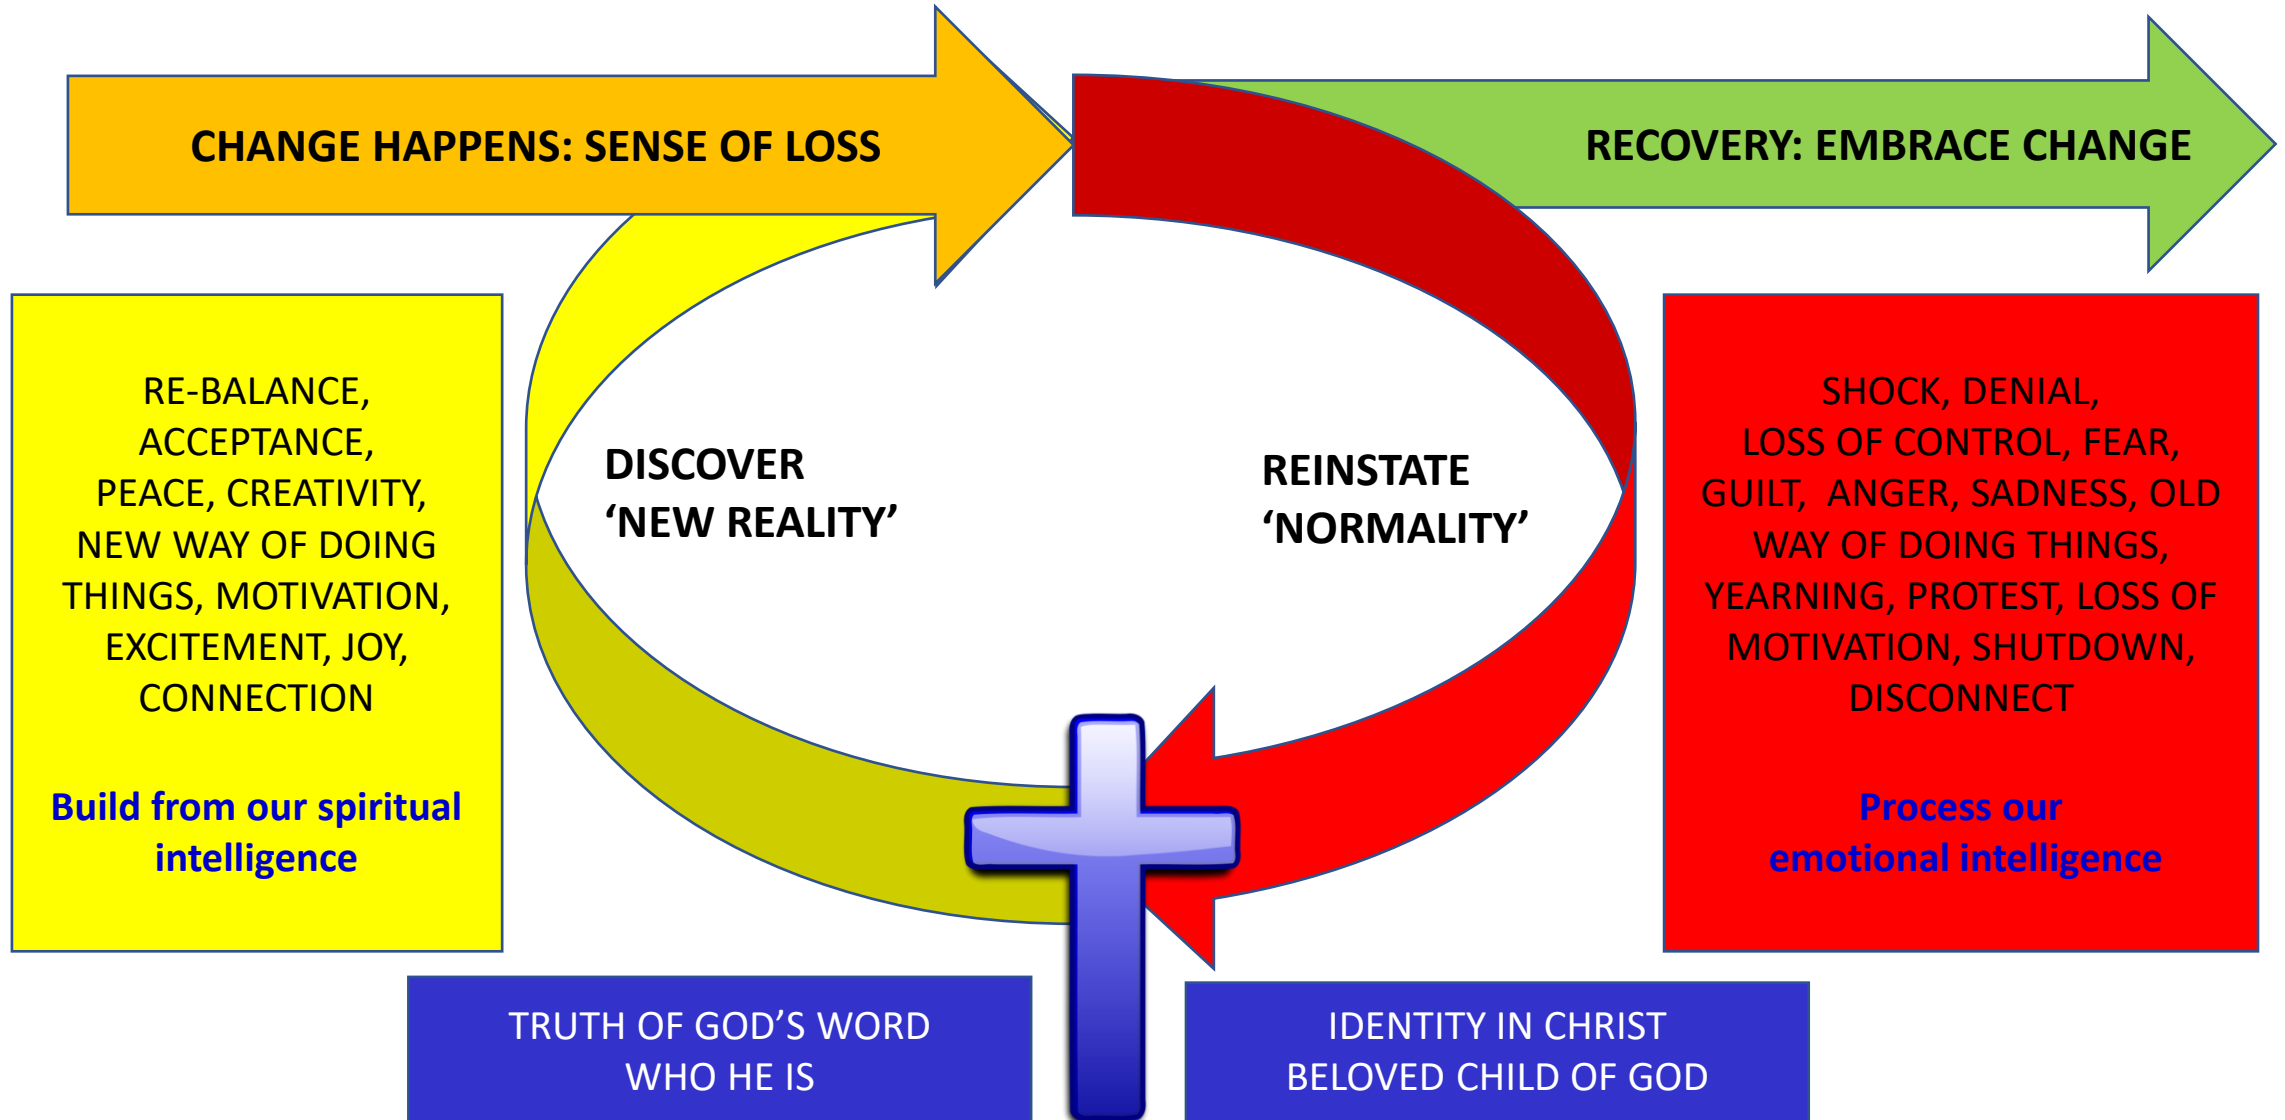 CHANGE HAPPENS: SENSE OF LOSS
RECOVERY: EMBRACE CHANGE
RE-BALANCE,
ACCEPTANCE,
PEACE, CREATIVITY,
NEW WAY OF DOING
THINGS, MOTIVATION,
EXCITEMENT, JOY,
CONNECTION
Build from our spiritual
intelligence
DISCOVER
‘NEW REALITY’
REINSTATE
‘NORMALITY’
SHOCK, DENIAL,
LOSS OF CONTROL, FEAR,
GUILT, ANGER, SADNESS, OLD
WAY OF DOING THINGS,
YEARNING, PROTEST, LOSS OF
MOTIVATION, SHUTDOWN,
DISCONNECT
Process our
emotional intelligence
TRUTH OF GOD’S WORD
WHO HE IS
IDENTITY IN CHRIST
BELOVED CHILD OF GOD